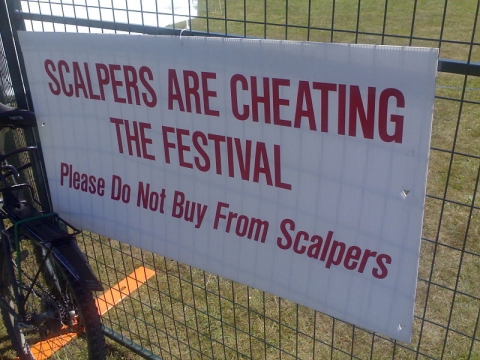 SCALPERS ARE CHEATING
THE FESTIVAL
Please Do Not Buy From Scalpers